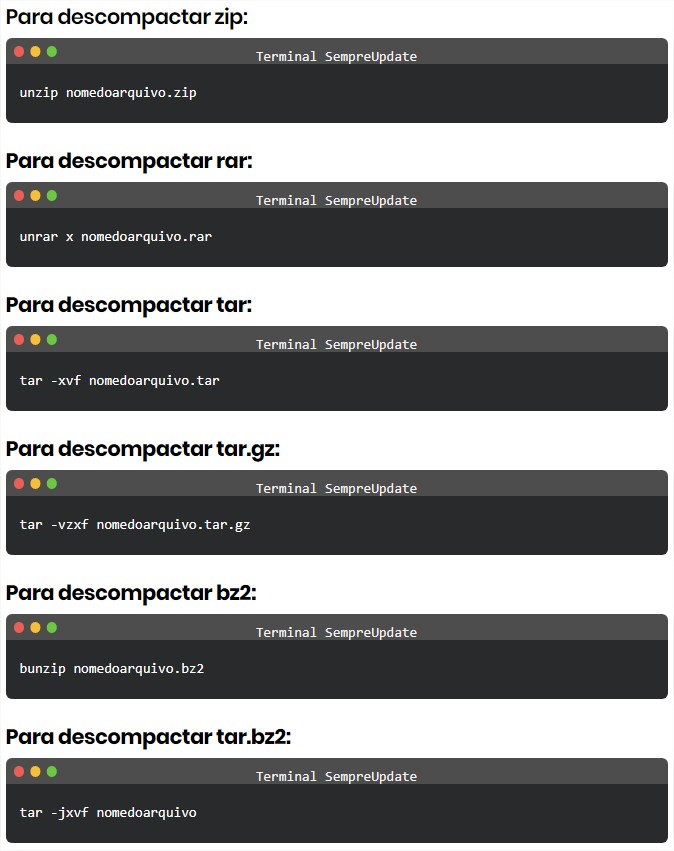 Para descompactar zip:
Terminal SempreUpdate
unzip nomedoarquivo.zip
Para descompactar rar:
Terminal SempreUpdate
unrar x nomedoarquivo.rar
Para descompactar tar:
Terminal SempreUpdate
tar -xvf nomedoarquivo.tar
Para descompactar tar.gz:
Terminal SempreUpdate
tar -vzxf nomedoarquivo.tar.gz
Para descompactar bz2:
Terminal SempreUpdate
bunzip nomedoarquivo.bz2
Para descompactar tar.bz2:
Terminal SempreUpdate
tar -jxvf nomedoarquivo